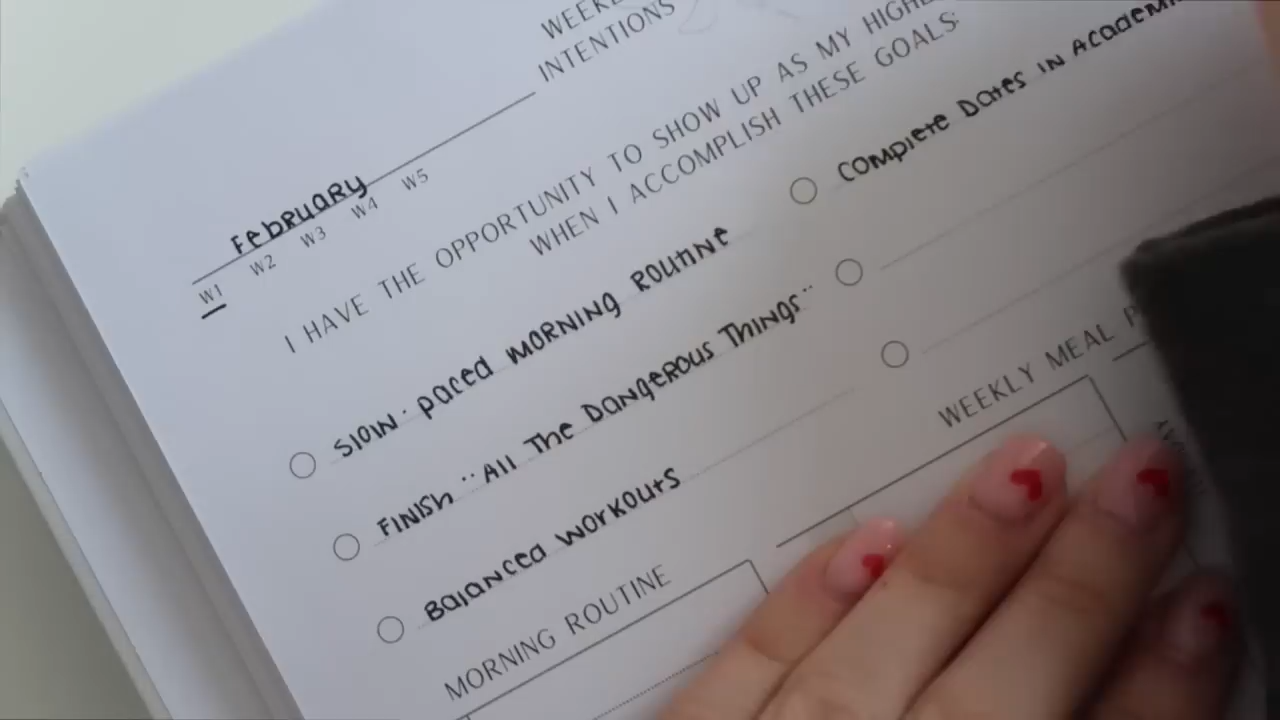 WEEK
INTENTIONS
February
W1 W2 W3 W4 W5
I HAVE THE OPPORTUNITY TO SHOW UP AS MY
WHEN I ACCOMPLISH THESE GOALS:
Slow-paced morning routine
Finish "All The Dangerous Things"
Balanced workouts
Complete Dates in
WEEKLY MEAL
MORNING ROUTINE